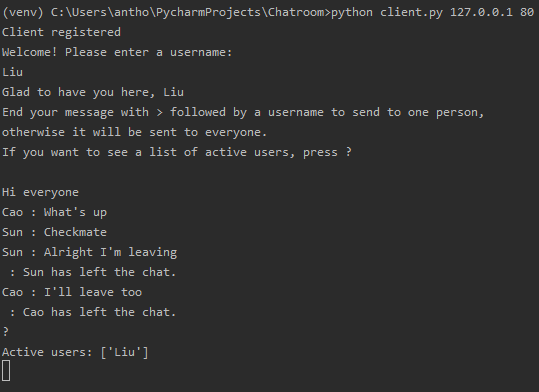 (venv) C:\Users\antho\PycharmProjects\Chatroom>python client.py 127.0.0.1 80
Client registered
Welcome! Please enter a username:
Liu
Glad to have you here, Liu
End your message with > followed by a username to send to one person,
otherwise it will be sent to everyone.
If you want to see a list of active users, press ?

Hi everyone
Cao : What's up
Sun : Checkmate
Sun : Alright I'm leaving
 : Sun has left the chat.
Cao : I'll leave too
 : Cao has left the chat.
?
Active users: ['Liu']